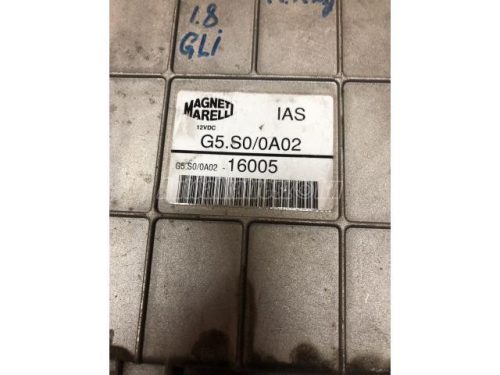 1.8
GLi
MAGNETI
MARELLI
12VDC
IAS
G5.S0/0A02
G5.S0/0A02 - 16005